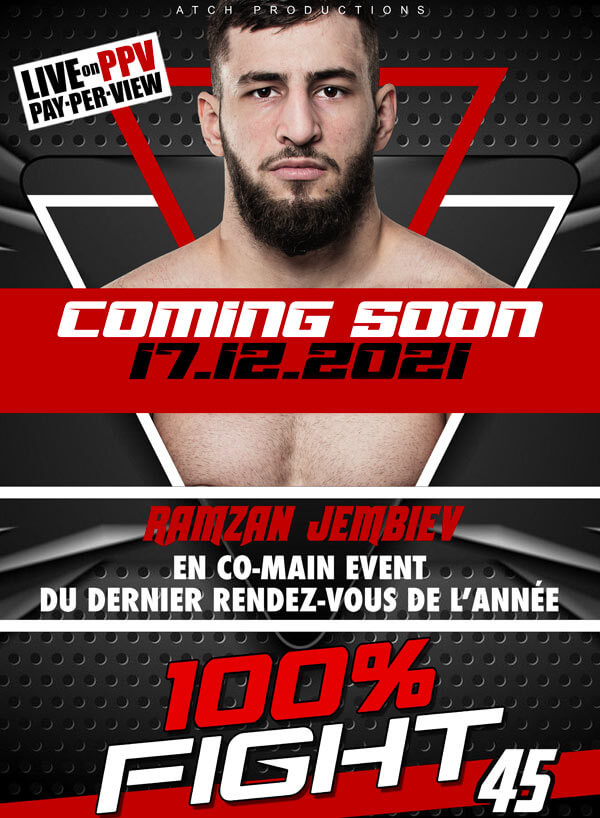 ATCH PRODUCTIONS
LIVE on PPV
PAY-PER-VIEW
COMING SOON
17.12.2021
RAMZAN JEMBIEV
EN CO-MAIN EVENT
DU DERNIER RENDEZ-VOUS DE L'ANNÉE
100%
FIGHT 45